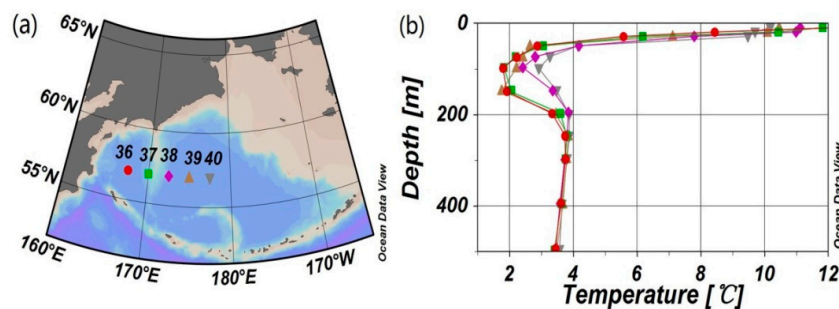 (a)
65°N
60°N
55°N
36 37 38 39 40
160°E
170°E
180°E
170°W
Ocean Data View
(b)
0
200
400
Depth [m]
2 4 6 8 10 12
Temperature [℃]
Ocean Data View